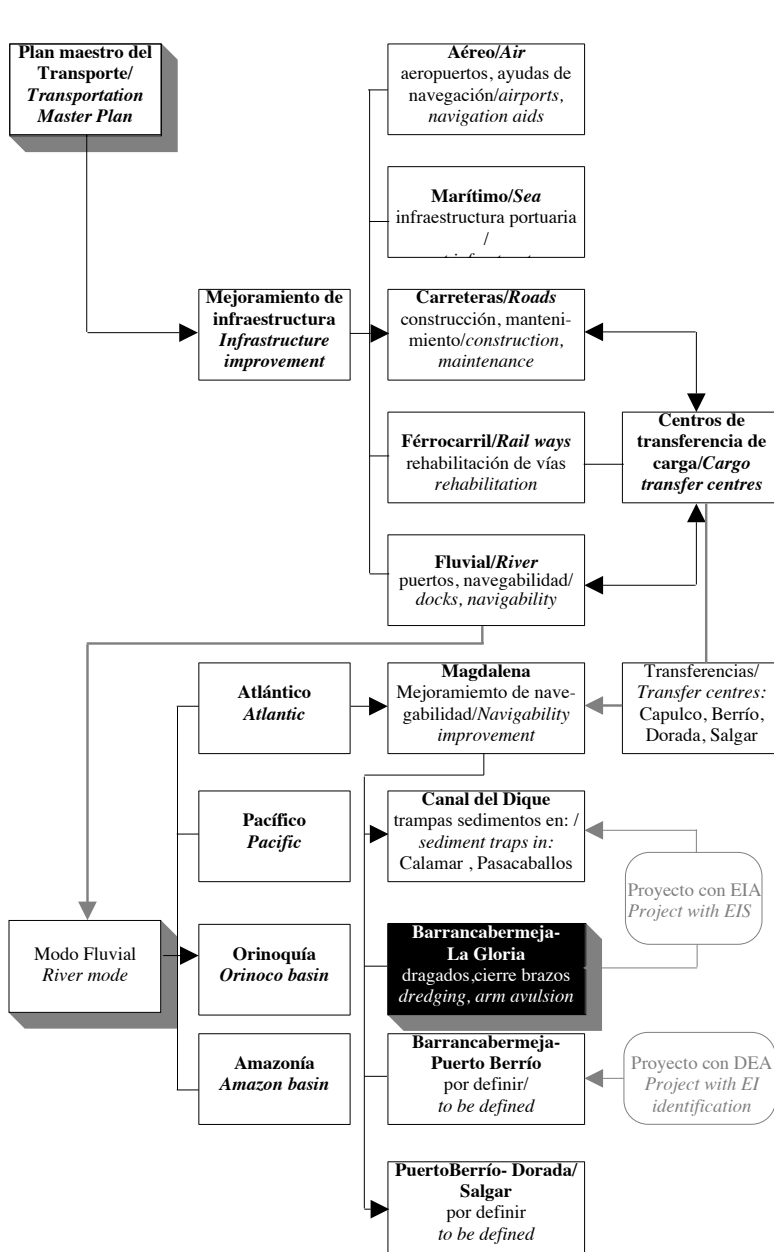 Plan maestro del
Transporte/
Transportation
Master Plan
Aéreo/Air
aeropuertos, ayudas de
navegación/airports,
navigation aids
Marítimo/Sea
infraestructura portuaria
/
Mejoramiento de
infraestructura
Infrastructure
improvement
Carreteras/Roads
construcción, manteni-
miento/construction,
maintenance
Férrocarril/Rail ways
rehabilitación de vías
rehabilitation
Centros de
transferencia de
carga/Cargo
transfer centres
Fluvial/River
puertos, navegabilidad/
docks, navigability
Atlántico
Atlantic
Magdalena
Mejoramiemto de nave-
gabilidad/Navigability
improvement
Transferencias/
Transfer centres:
Capulco, Berrío,
Dorada, Salgar
Pacífico
Pacific
Canal del Dique
trampas sedimentos en: /
sediment traps in:
Calamar , Pasacaballos
Proyecto con EIA
Project with EIS
Modo Fluvial
River mode
Orinoquía
Orinoco basin
Barrancabermeja-
La Gloria
dragados,cierre brazos
dredging, arm avulsion
Amazonía
Amazon basin
Barrancabermeja-
Puerto Berrío
por definir/
to be defined
Proyecto con DEA
Project with EI
identification
PuertoBerrío- Dorada/
Salgar
por definir
to be defined